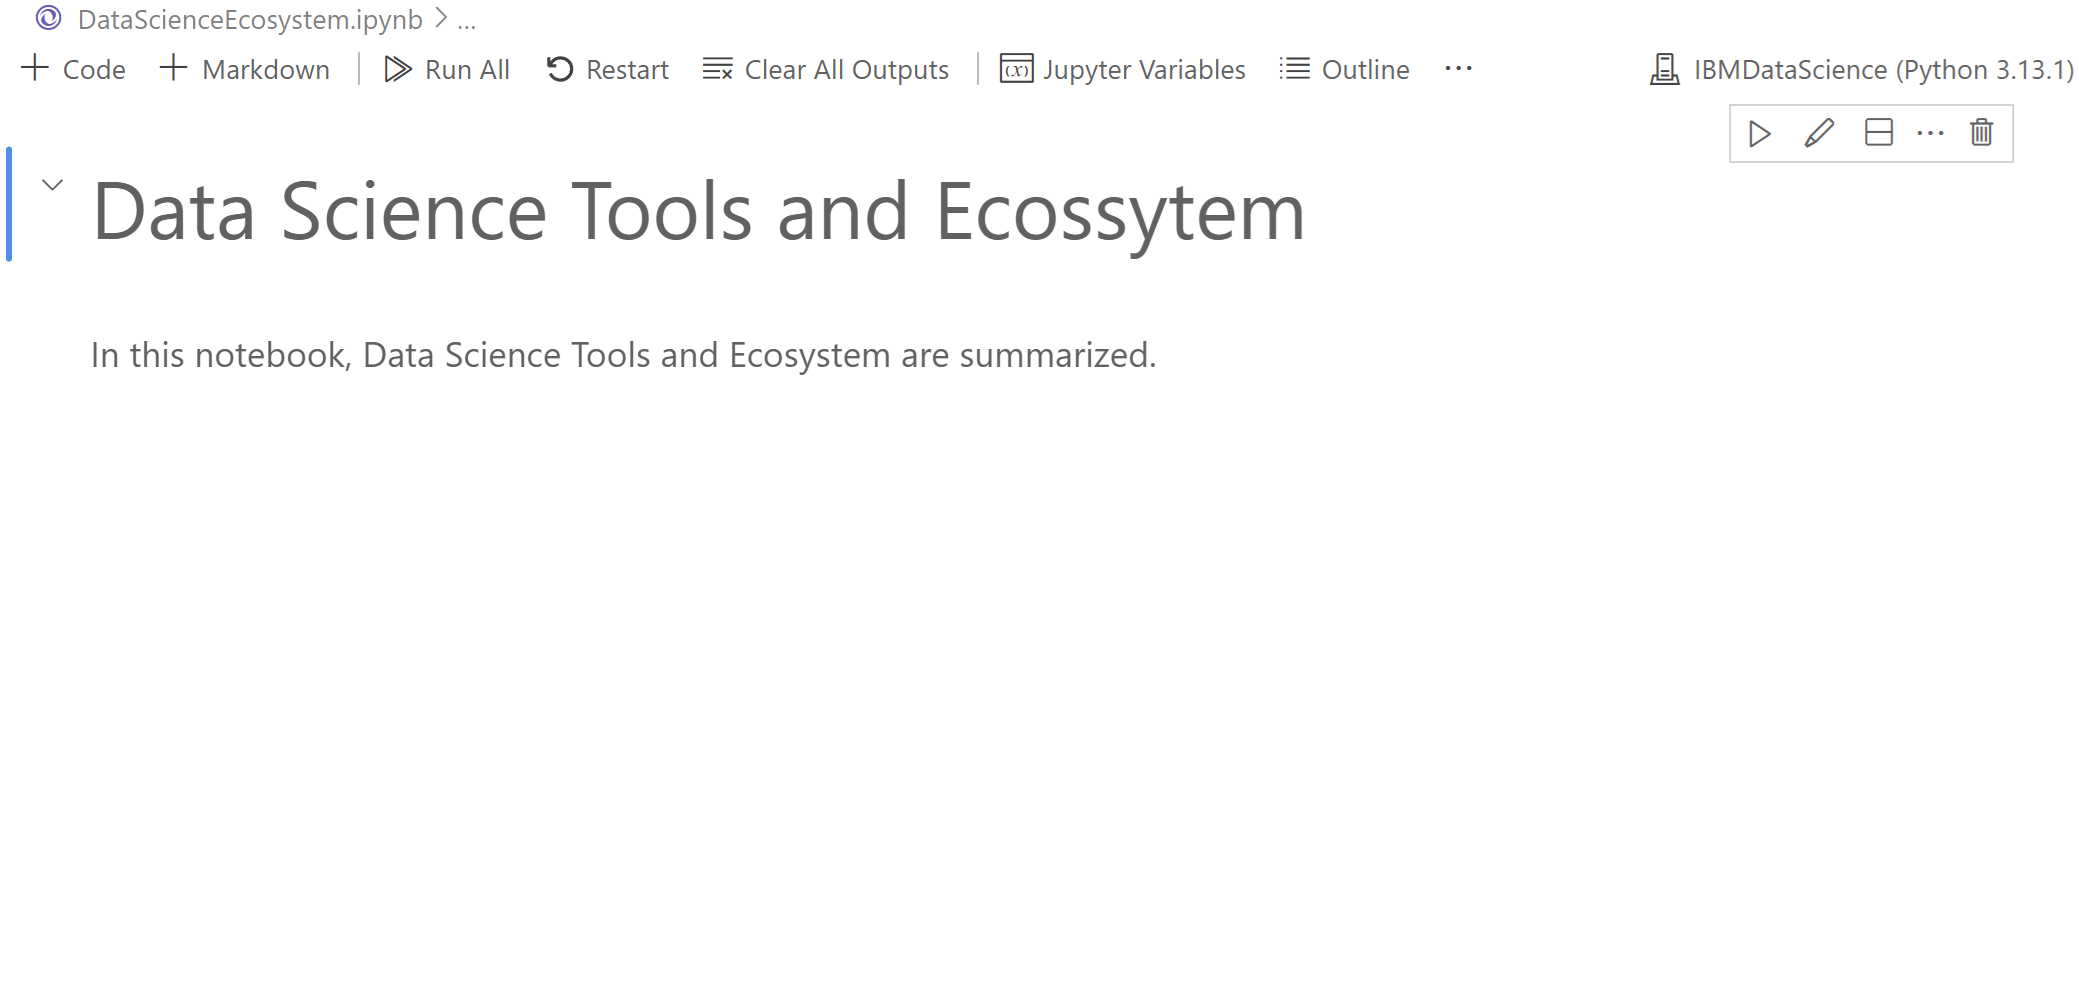 DataScienceEcosystem.ipynb > ...
Code Markdown Run All Restart Clear All Outputs Jupyter Variables Outline ... IBMDataScience (Python 3.13.1)
Data Science Tools and Ecossytem
In this notebook, Data Science Tools and Ecosystem are summarized.